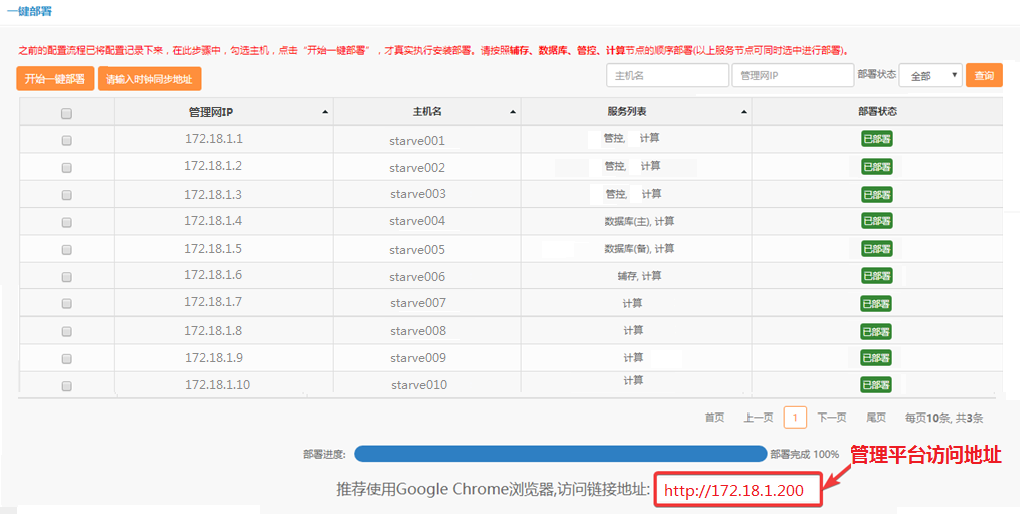 一键部署
之前的配置流程已将配置记录下来，在此步骤中，勾选主机，点击“开始一键部署”，才真实执行安装部署。请按照辅存、数据库、管控、计算节点的顺序部署(以上服务节点可同时选中进行部署)。
开始一键部署 请输入时钟同步地址 主机名 管理网IP 部署状态 全部 查询
管理网IP 主机名 服务列表 部署状态
172.18.1.1 starve001 管控, 计算 已部署
172.18.1.2 starve002 管控, 计算 已部署
172.18.1.3 starve003 管控, 计算 已部署
172.18.1.4 starve004 数据库(主), 计算 已部署
172.18.1.5 starve005 数据库(备), 计算 已部署
172.18.1.6 starve006 辅存, 计算 已部署
172.18.1.7 starve007 计算 已部署
172.18.1.8 starve008 计算 已部署
172.18.1.9 starve009 计算 已部署
172.18.1.10 starve010 计算 已部署
首页 上一页 1 下一页 尾页 每页10条, 共3条
部署进度: 部署完成 100% 管理平台访问地址
推荐使用Google Chrome浏览器,访问链接地址: http://172.18.1.200